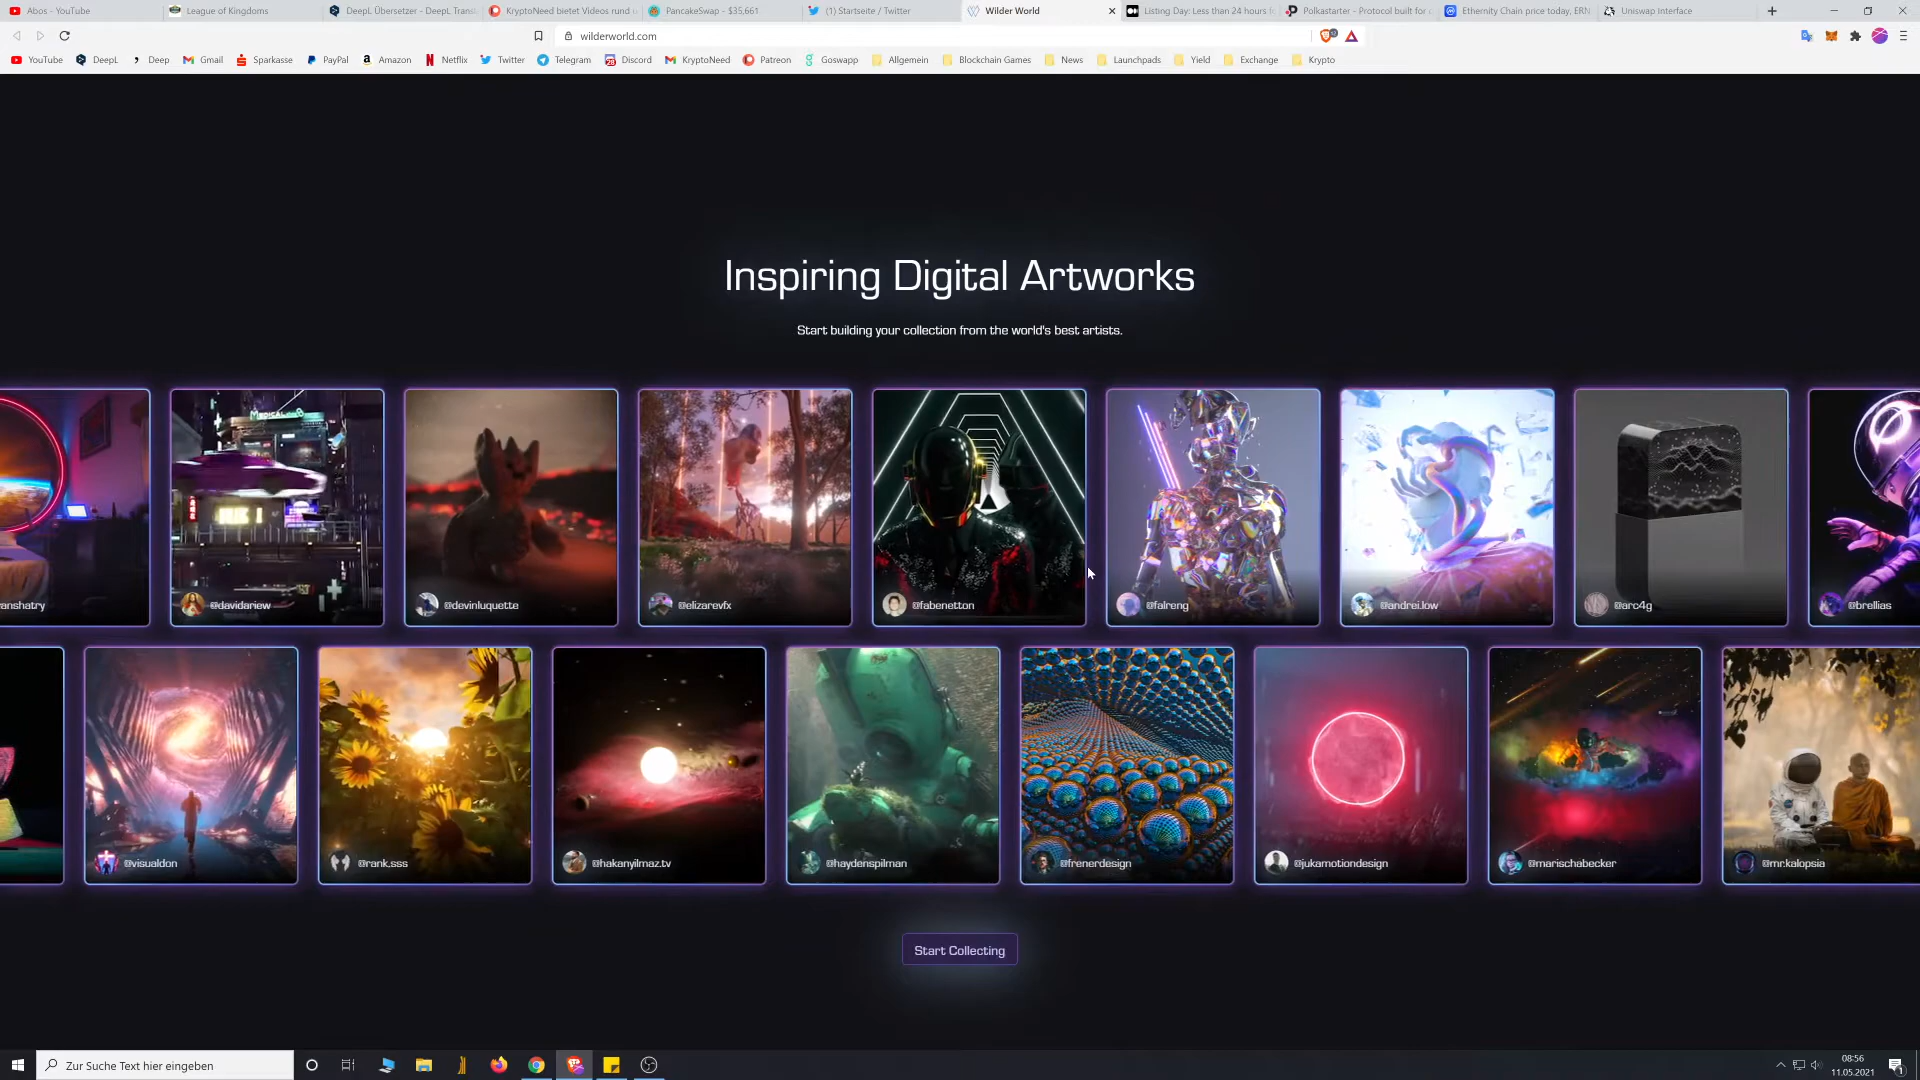 Abos - YouTube
League of Kingdoms
DeepL Übersetzer - DeepL Trans
KryptoNeed bietet Videos rund u
PancakeSwap - $35,661
(1) Startseite / Twitter
Wilder World
Listing Day: Less than 24 hours f
Polkastarter - Protocol built for c
Ethernity Chain price today, ERN
Uniswap Interface
wilderworld.com
YouTube
DeepL
Deep
Gmail
Sparkasse
PayPal
Amazon
Netflix
Twitter
Telegram
Discord
KryptoNeed
Patreon
Goswapp
Allgemein
Blockchain Games
News
Launchpads
Yield
Exchange
Krypto
Inspiring Digital Artworks
Start building your collection from the world's best artists.
anshatry
@davidariew
@devinluquette
@elizarevfx
@fabenetton
@falreng
@andrei.low
@arc4g
@brellias
@visualdon
@rank.sss
@hakanyilmaz.tv
@haydenspilman
@frenerdesign
@jukamotiondesign
@marischabecker
@mr.kalopsia
Start Collecting
Zur Suche Text hier eingeben
08:56
11.05.2021